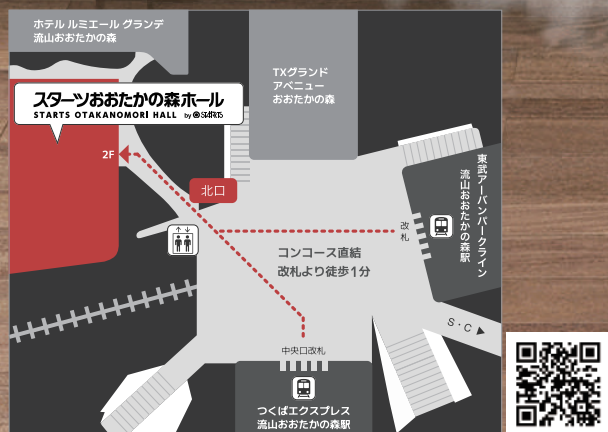 ホテル ルミエール グランデ
流山おおたかの森
TXグランド
アベニュー
おおたかの森
スターツおおたかの森ホール
STARTS OTAKANOMORI HALL by STARTS
2F
北口
東武アーバンパークライン
流山おおたかの森駅
改札
コンコース直結
改札より徒歩1分
S・C ▶
中央口改札
つくばエクスプレス
流山おおたかの森駅